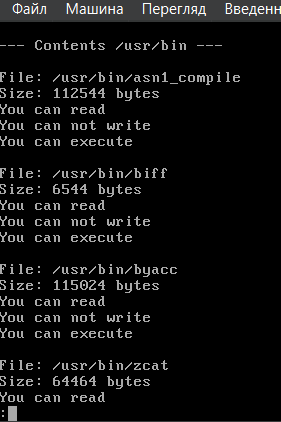 Файл Машина Перегляд Введенн
--- Contents /usr/bin ---
File: /usr/bin/asn1_compile
Size: 112544 bytes
You can read
You can not write
You can execute
File: /usr/bin/biff
Size: 6544 bytes
You can read
You can not write
You can execute
File: /usr/bin/byacc
Size: 115024 bytes
You can read
You can not write
You can execute
File: /usr/bin/zcat
Size: 64464 bytes
You can read
: